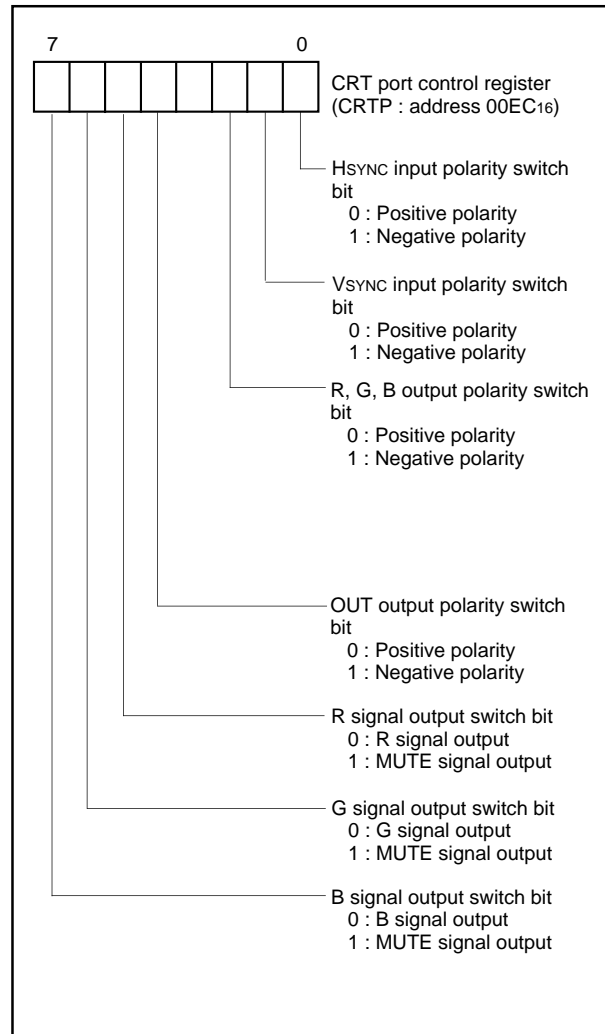 7 0
CRT port control register
(CRTP : address 00EC16)
HSYNC input polarity switch
bit
0 : Positive polarity
1 : Negative polarity
VSYNC input polarity switch
bit
0 : Positive polarity
1 : Negative polarity
R, G, B output polarity switch
bit
0 : Positive polarity
1 : Negative polarity
OUT output polarity switch
bit
0 : Positive polarity
1 : Negative polarity
R signal output switch bit
0 : R signal output
1 : MUTE signal output
G signal output switch bit
0 : G signal output
1 : MUTE signal output
B signal output switch bit
0 : B signal output
1 : MUTE signal output